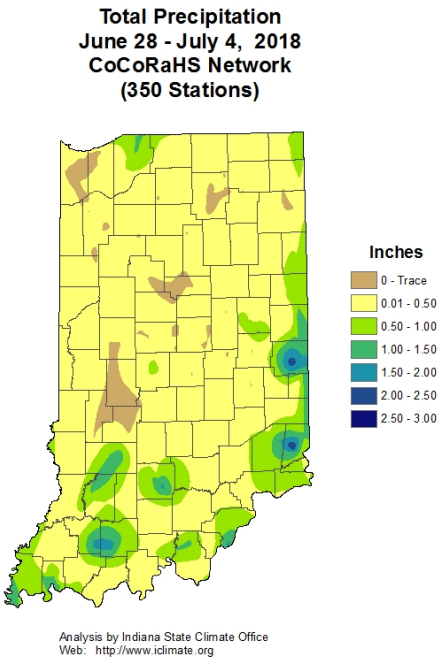 Total Precipitation
June 28 - July 4, 2018
CoCoRaHS Network
(350 Stations)
Inches
0 - Trace
0.01 - 0.50
0.50 - 1.00
1.00 - 1.50
1.50 - 2.00
2.00 - 2.50
2.50 - 3.00
Analysis by Indiana State Climate Office
Web: http://www.iclimate.org